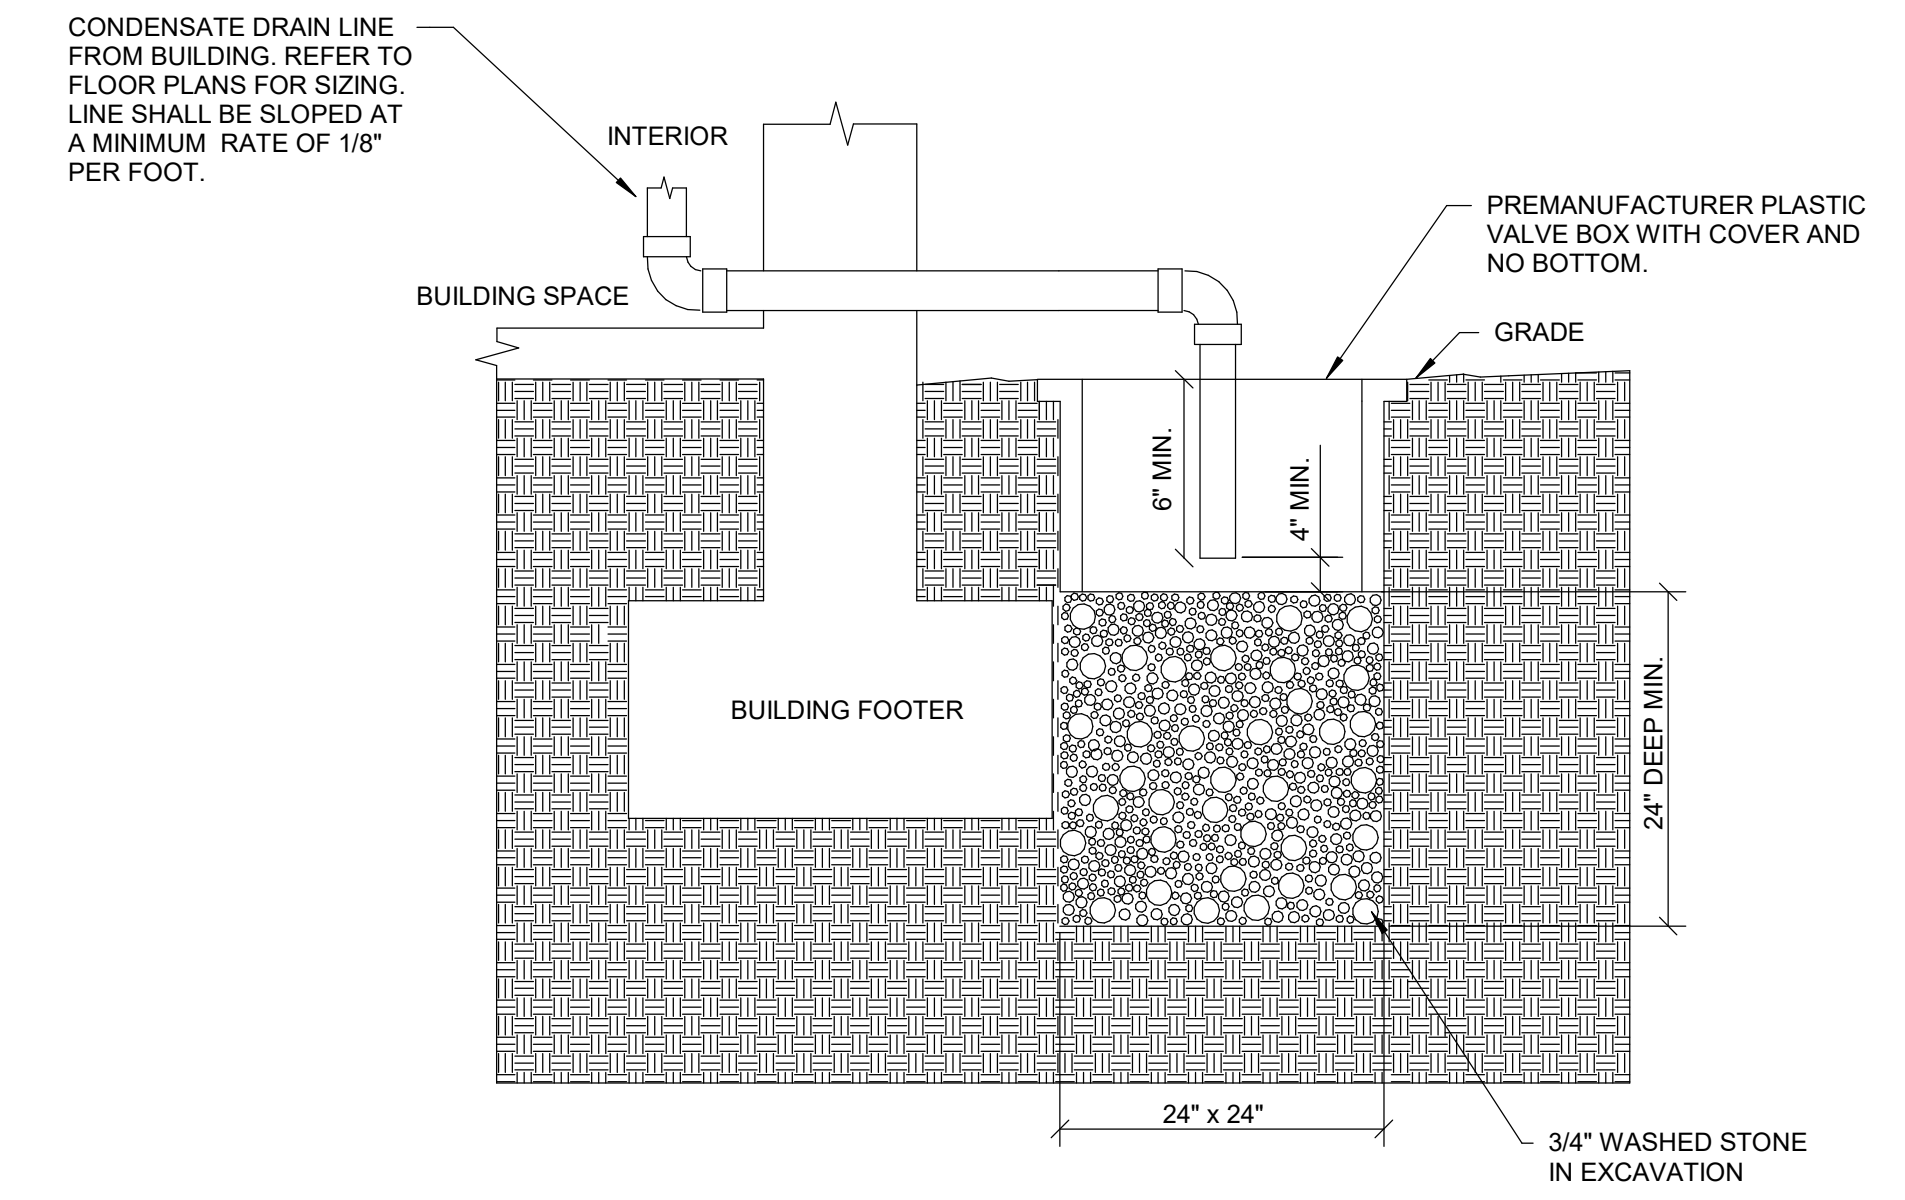 CONDENSATE DRAIN LINE
FROM BUILDING. REFER TO
FLOOR PLANS FOR SIZING.
LINE SHALL BE SLOPED AT
A MINIMUM  RATE OF 1/8"
PER FOOT.
INTERIOR
PREMANUFACTURER PLASTIC
VALVE BOX WITH COVER AND
NO BOTTOM.
BUILDING SPACE
GRADE
6" MIN.
4" MIN.
BUILDING FOOTER
24" DEEP MIN.
24" x 24"
3/4" WASHED STONE
IN EXCAVATION